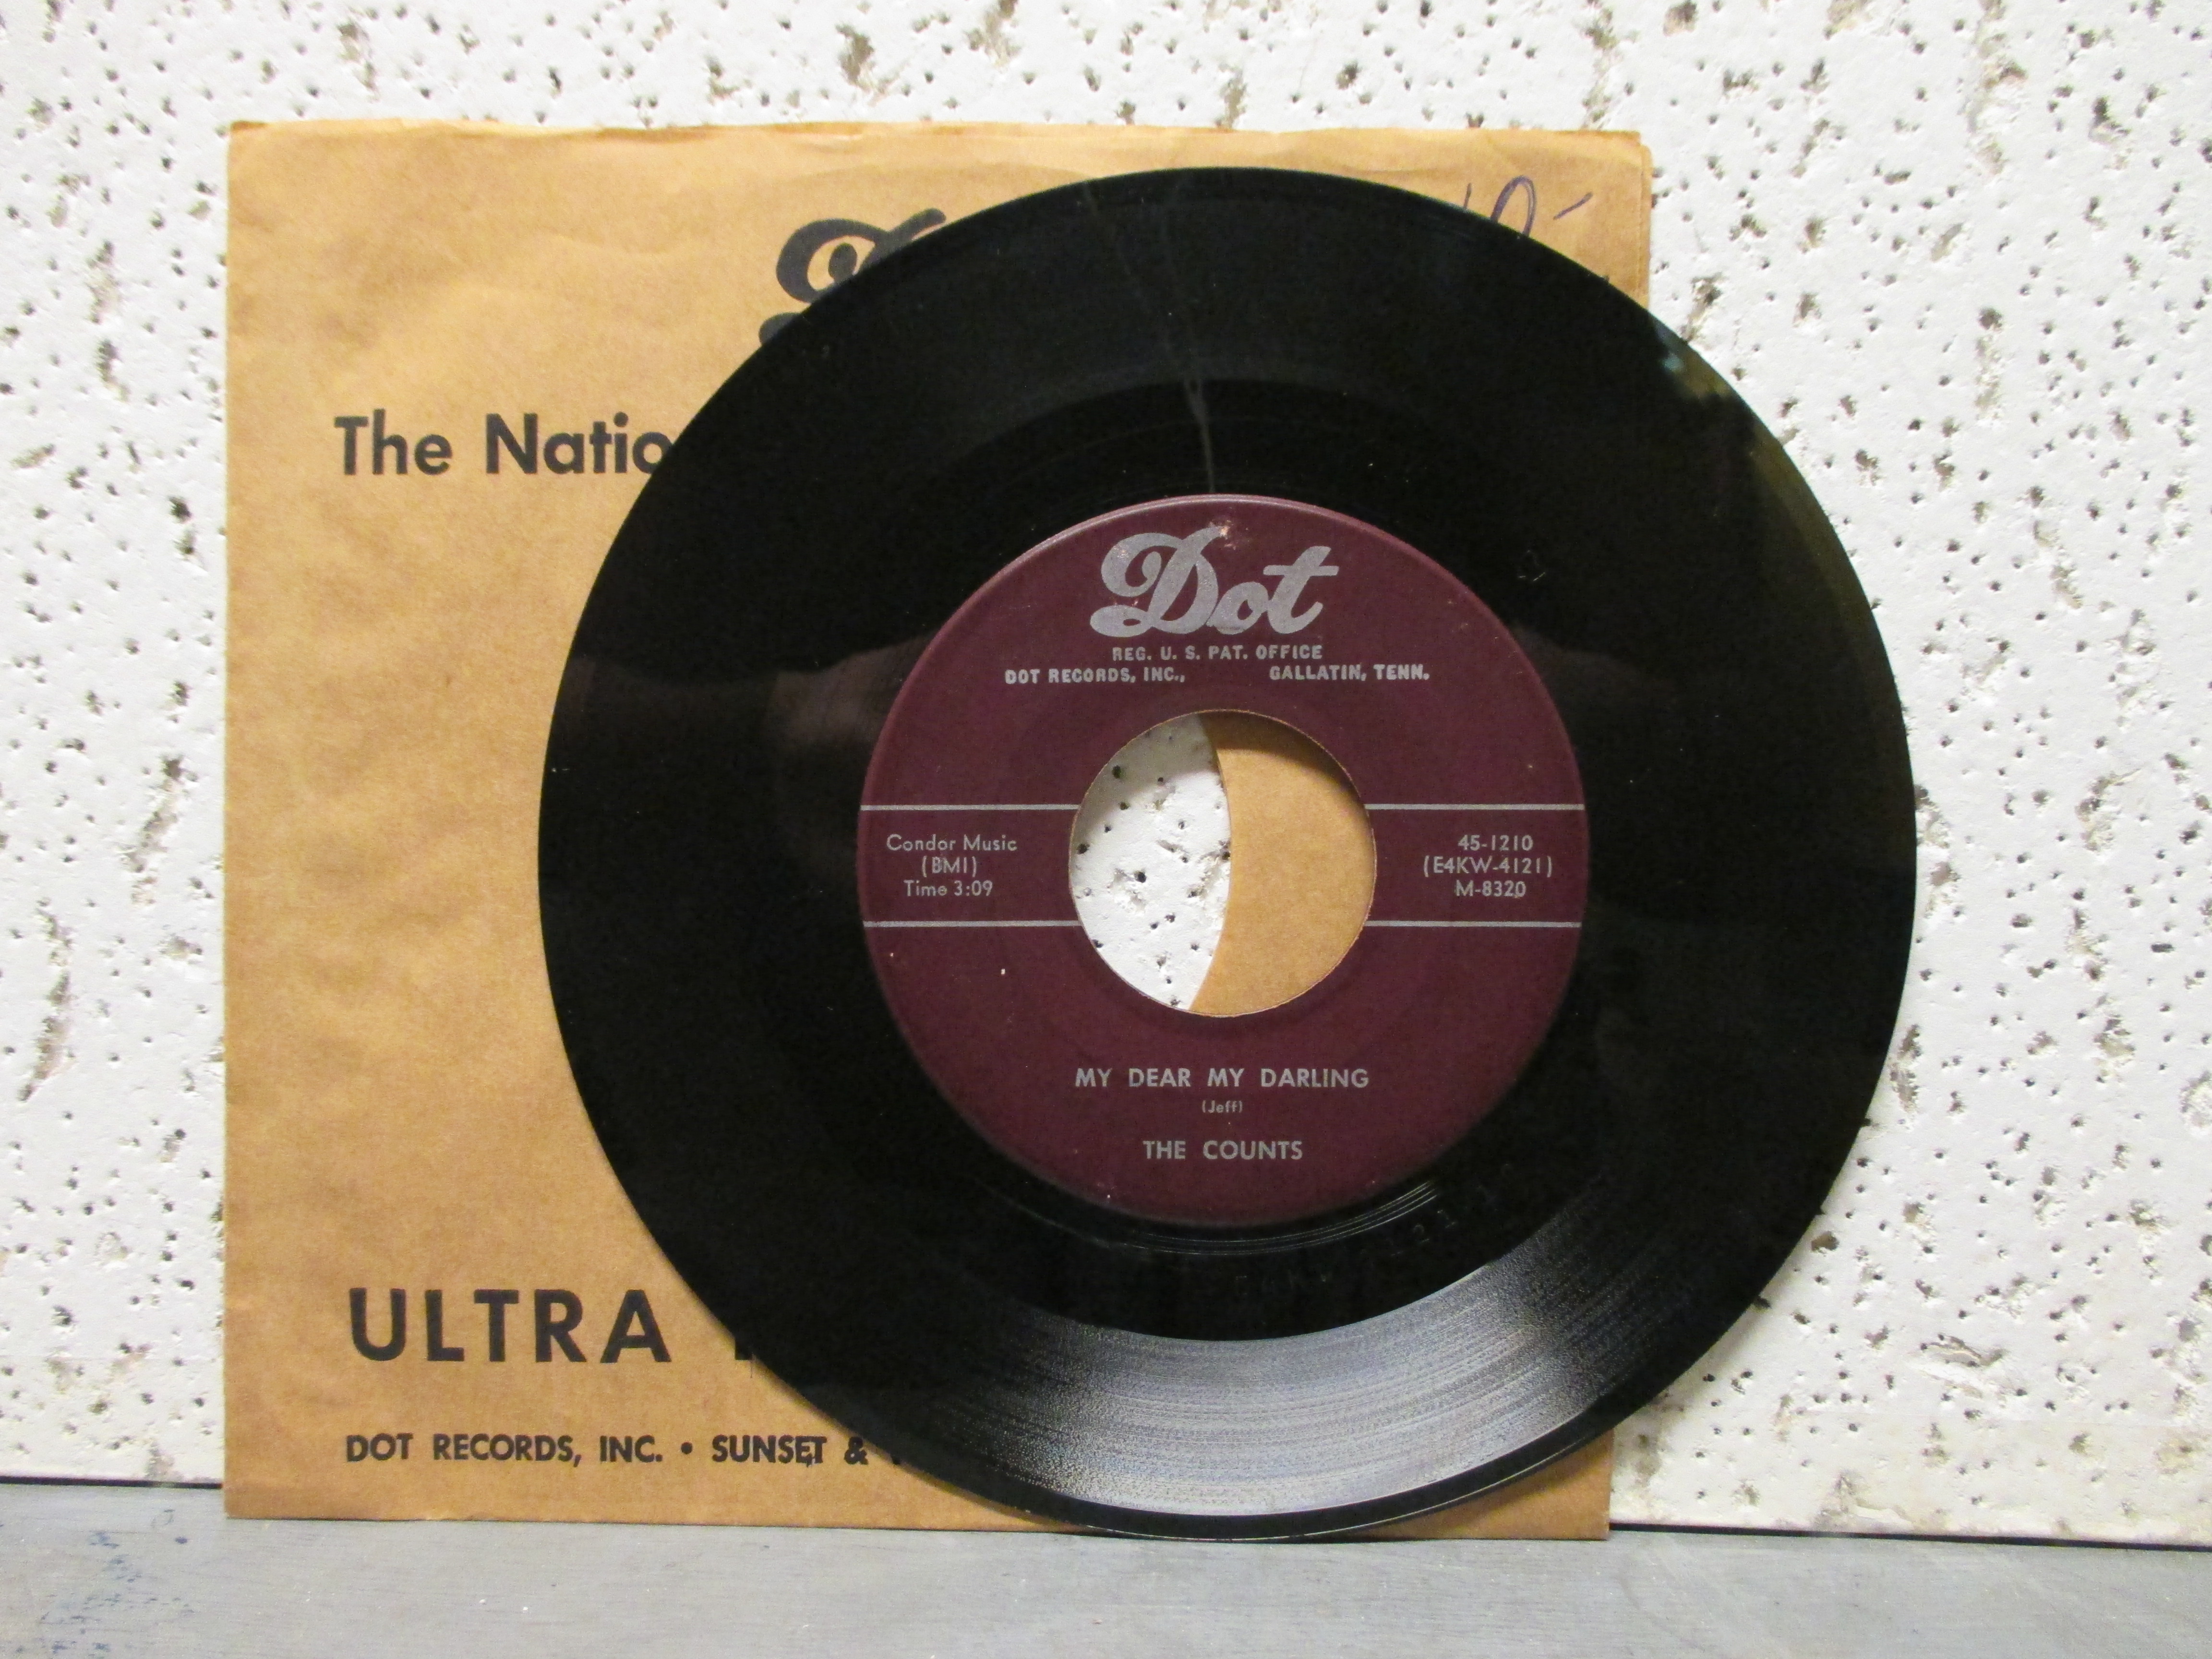 10-
The Natio
Dot
REG. U. S. PAT. OFFICE
DOT RECORDS, INC., GALLATIN, TENN.
Condor Music
(BMI)
Time 3:09
45-1210
(E4KW-4121)
M-8320
MY DEAR MY DARLING
(Jeff)
THE COUNTS
ULTRA
DOT RECORDS, INC. • SUNSET &